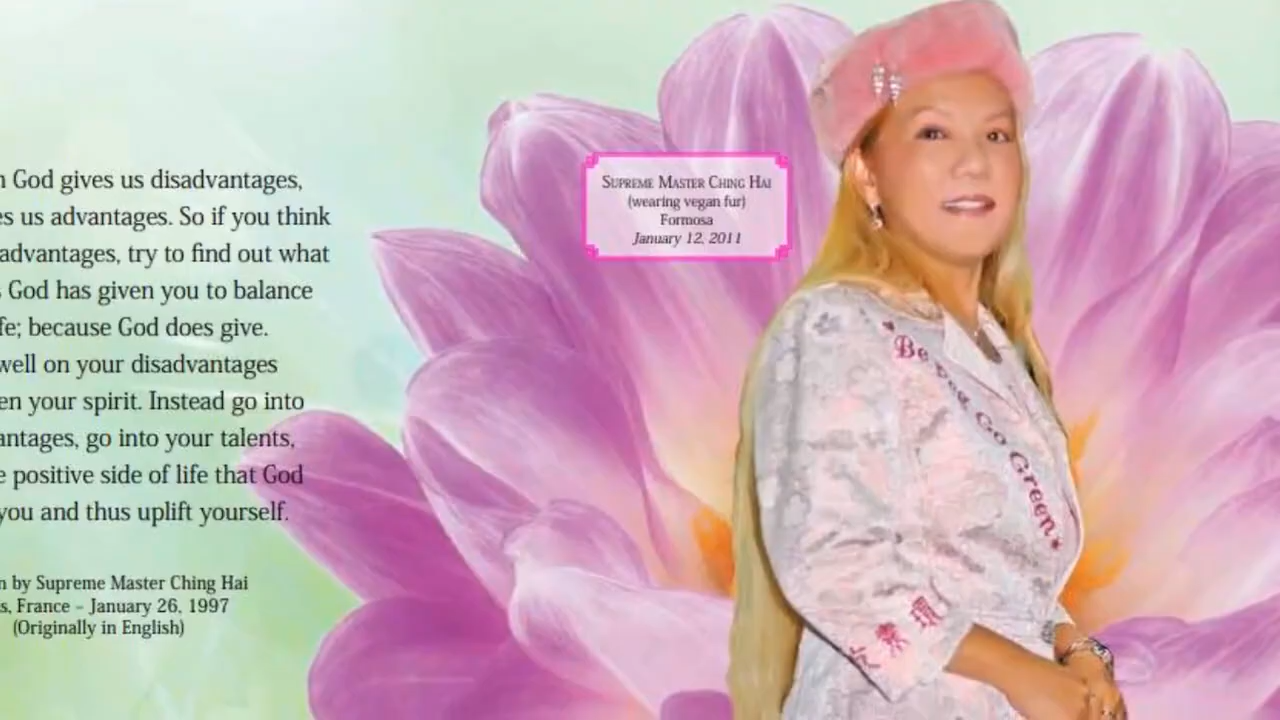 God gives us disadvantages,
us advantages. So if you think
advantages, try to find out what
God has given you to balance
fe; because God does give.
well on your disadvantages
en your spirit. Instead go into
antages, go into your talents,
positive side of life that God
you and thus uplift yourself.
by Supreme Master Ching Hai
s, France – January 26, 1997
(Originally in English)
SUPREME MASTER CHING HAI
(wearing vegan fur)
Formosa
January 12, 2011
Be Veg Go Green